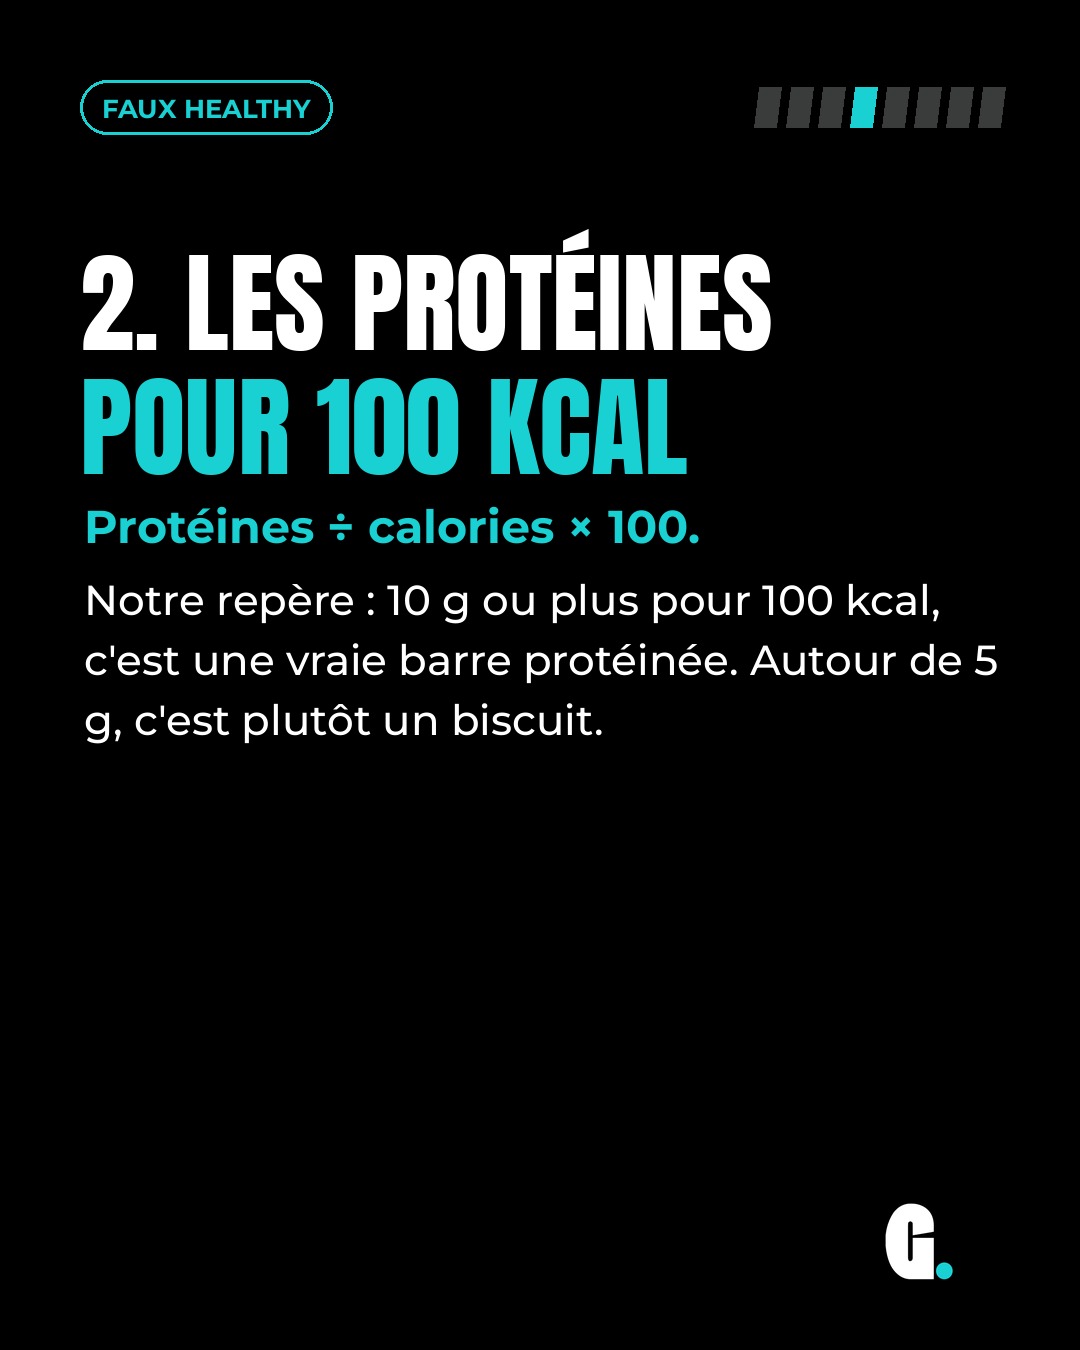 FAUX HEALTHY
2. LES PROTÉINES
POUR 100 KCAL
Protéines ÷ calories × 100.
Notre repère : 10 g ou plus pour 100 kcal,
c'est une vraie barre protéinée. Autour de 5
g, c'est plutôt un biscuit.
G.